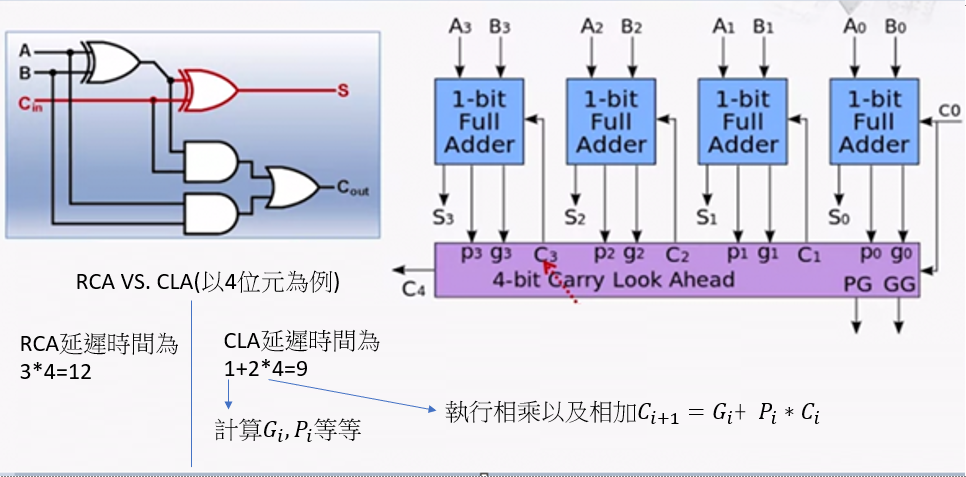 A
B
Cin
S
Cout
A3 B3 A2 B2 A1 B1 A0 B0
1-bit Full Adder
1-bit Full Adder
1-bit Full Adder
1-bit Full Adder
C0
S3 S2 S1 S0
p3 g3 C3 p2 g2 C2 p1 g1 C1 p0 g0
4-bit Carry Look Ahead
PG GG
C4
RCA VS. CLA(以4位元為例)
RCA延遲時間為
3*4=12
CLA延遲時間為
1+2*4=9
計算Gᵢ, Pᵢ等等
執行相乘以及相加Cᵢ₊₁ = Gᵢ+ Pᵢ * Cᵢ